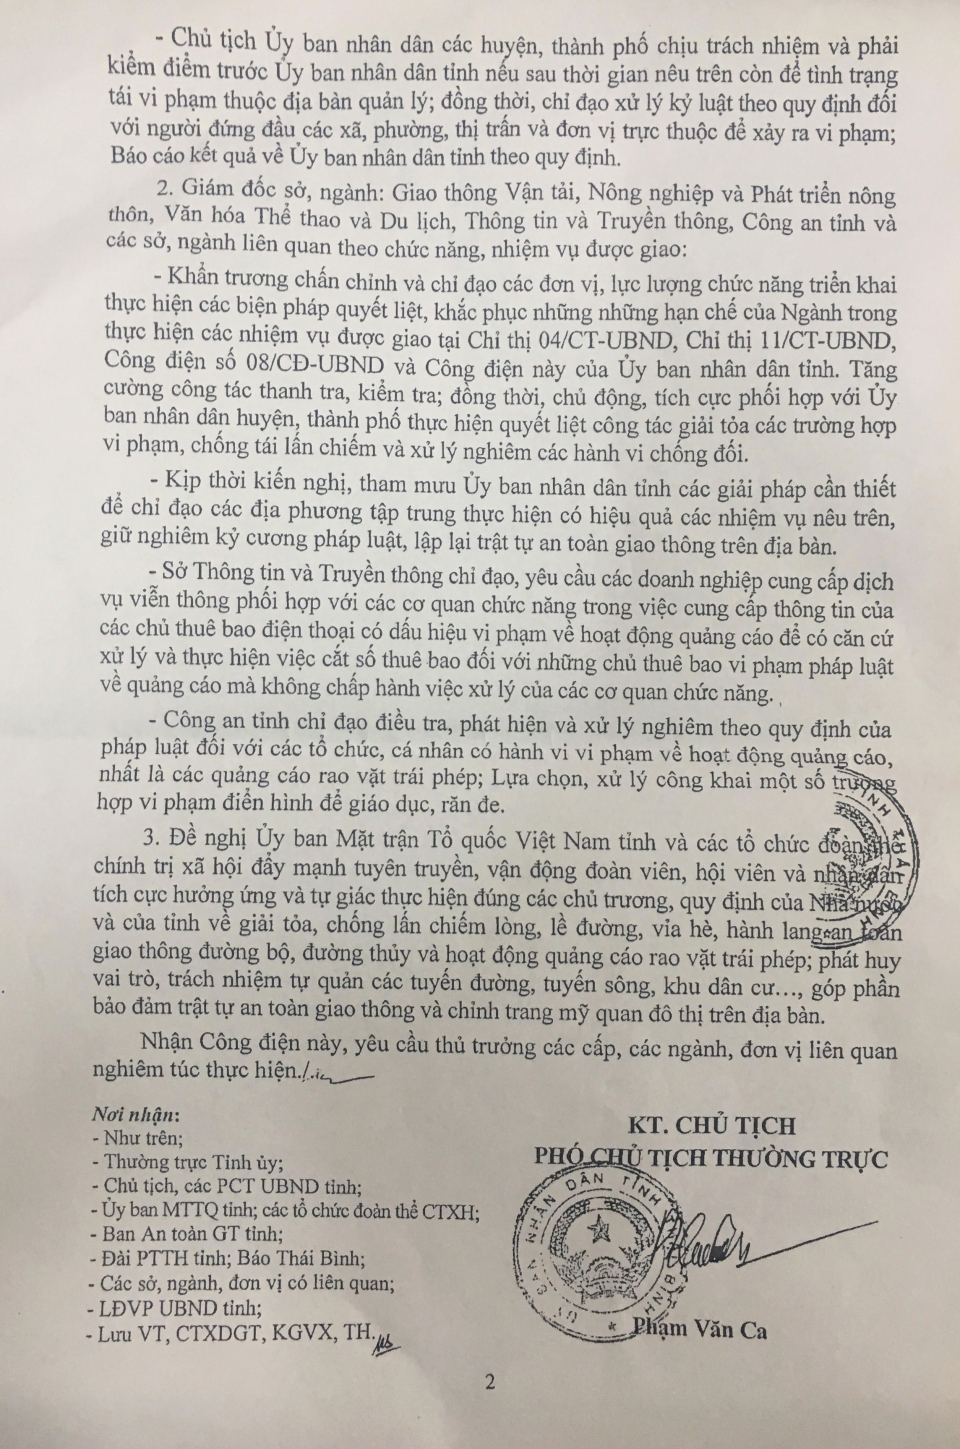 - Chủ tịch Ủy ban nhân dân các huyện, thành phố chịu trách nhiệm và phải
kiểm điểm trước Ủy ban nhân dân tỉnh nếu sau thời gian nêu trên còn để tình trạng
tái vi phạm thuộc địa bàn quản lý; đồng thời, chỉ đạo xử lý kỷ luật theo quy định đối
với người đứng đầu các xã, phường, thị trấn và đơn vị trực thuộc để xảy ra vi phạm;
Báo cáo kết quả về Ủy ban nhân dân tỉnh theo quy định.
2. Giám đốc sở, ngành: Giao thông Vận tải, Nông nghiệp và Phát triển nông
thôn, Văn hóa Thể thao và Du lịch, Thông tin và Truyền thông, Công an tỉnh và
các sở, ngành liên quan theo chức năng, nhiệm vụ được giao:
- Khẩn trương chấn chỉnh và chỉ đạo các đơn vị, lực lượng chức năng triển khai
thực hiện các biện pháp quyết liệt, khắc phục những những hạn chế của Ngành trong
thực hiện các nhiệm vụ được giao tại Chỉ thị 04/CT-UBND, Chỉ thị 11/CT-UBND,
Công điện số 08/CĐ-UBND và Công điện này của Ủy ban nhân dân tỉnh. Tăng
cường công tác thanh tra, kiểm tra; đồng thời, chủ động, tích cực phối hợp với Ủy
ban nhân dân huyện, thành phố thực hiện quyết liệt công tác giải tỏa các trường hợp
vi phạm, chống tái lấn chiếm và xử lý nghiêm các hành vi chống đối.
- Kịp thời kiến nghị, tham mưu Ủy ban nhân dân tỉnh các giải pháp cần thiết
để chỉ đạo các địa phương tập trung thực hiện có hiệu quả các nhiệm vụ nêu trên,
giữ nghiêm kỷ cương pháp luật, lập lại trật tự an toàn giao thông trên địa bàn.
- Sở Thông tin và Truyền thông chỉ đạo, yêu cầu các doanh nghiệp cung cấp dịch
vụ viễn thông phối hợp với các cơ quan chức năng trong việc cung cấp thông tin của
các chủ thuê bao điện thoại có dấu hiệu vi phạm về hoạt động quảng cáo để có căn cứ
xử lý và thực hiện việc cắt số thuê bao đối với những chủ thuê bao vi phạm pháp luật
về quảng cáo mà không chấp hành việc xử lý của các cơ quan chức năng.
- Công an tỉnh chỉ đạo điều tra, phát hiện và xử lý nghiêm theo quy định của
pháp luật đối với các tổ chức, cá nhân có hành vi vi phạm về hoạt động quảng cáo,
nhất là các quảng cáo rao vặt trái phép; Lựa chọn, xử lý công khai một số trường
hợp vi phạm điển hình để giáo dục, răn đe.
3. Đề nghị Ủy ban Mặt trận Tổ quốc Việt Nam tỉnh và các tổ chức đoàn thể
chính trị xã hội đẩy mạnh tuyên truyền, vận động đoàn viên, hội viên và nhân dân
tích cực hưởng ứng và tự giác thực hiện đúng các chủ trương, quy định của Nhà nước
và của tỉnh về giải tỏa, chống lấn chiếm lòng, lề đường, vỉa hè, hành lang an toàn
giao thông đường bộ, đường thủy và hoạt động quảng cáo rao vặt trái phép; phát huy
vai trò, trách nhiệm tự quản các tuyến đường, tuyến sông, khu dân cư…, góp phần
bảo đảm trật tự an toàn giao thông và chỉnh trang mỹ quan đô thị trên địa bàn.
Nhận Công điện này, yêu cầu thủ trưởng các cấp, các ngành, đơn vị liên quan
nghiêm túc thực hiện./.
Nơi nhận:
- Như trên;
- Thường trực Tỉnh ủy;
- Chủ tịch, các PCT UBND tỉnh;
- Ủy ban MTTQ tỉnh; các tổ chức đoàn thể CTXH;
- Ban An toàn GT tỉnh;
- Đài PTTH tỉnh; Báo Thái Bình;
- Các sở, ngành, đơn vị có liên quan;
- LĐVP UBND tỉnh;
- Lưu VT, CTXDGT, KGVX, TH.
KT. CHỦ TỊCH
PHÓ CHỦ TỊCH THƯỜNG TRỰC
ỦY BAN NHÂN DÂN TỈNH BÌNH
Phạm Văn Ca
2